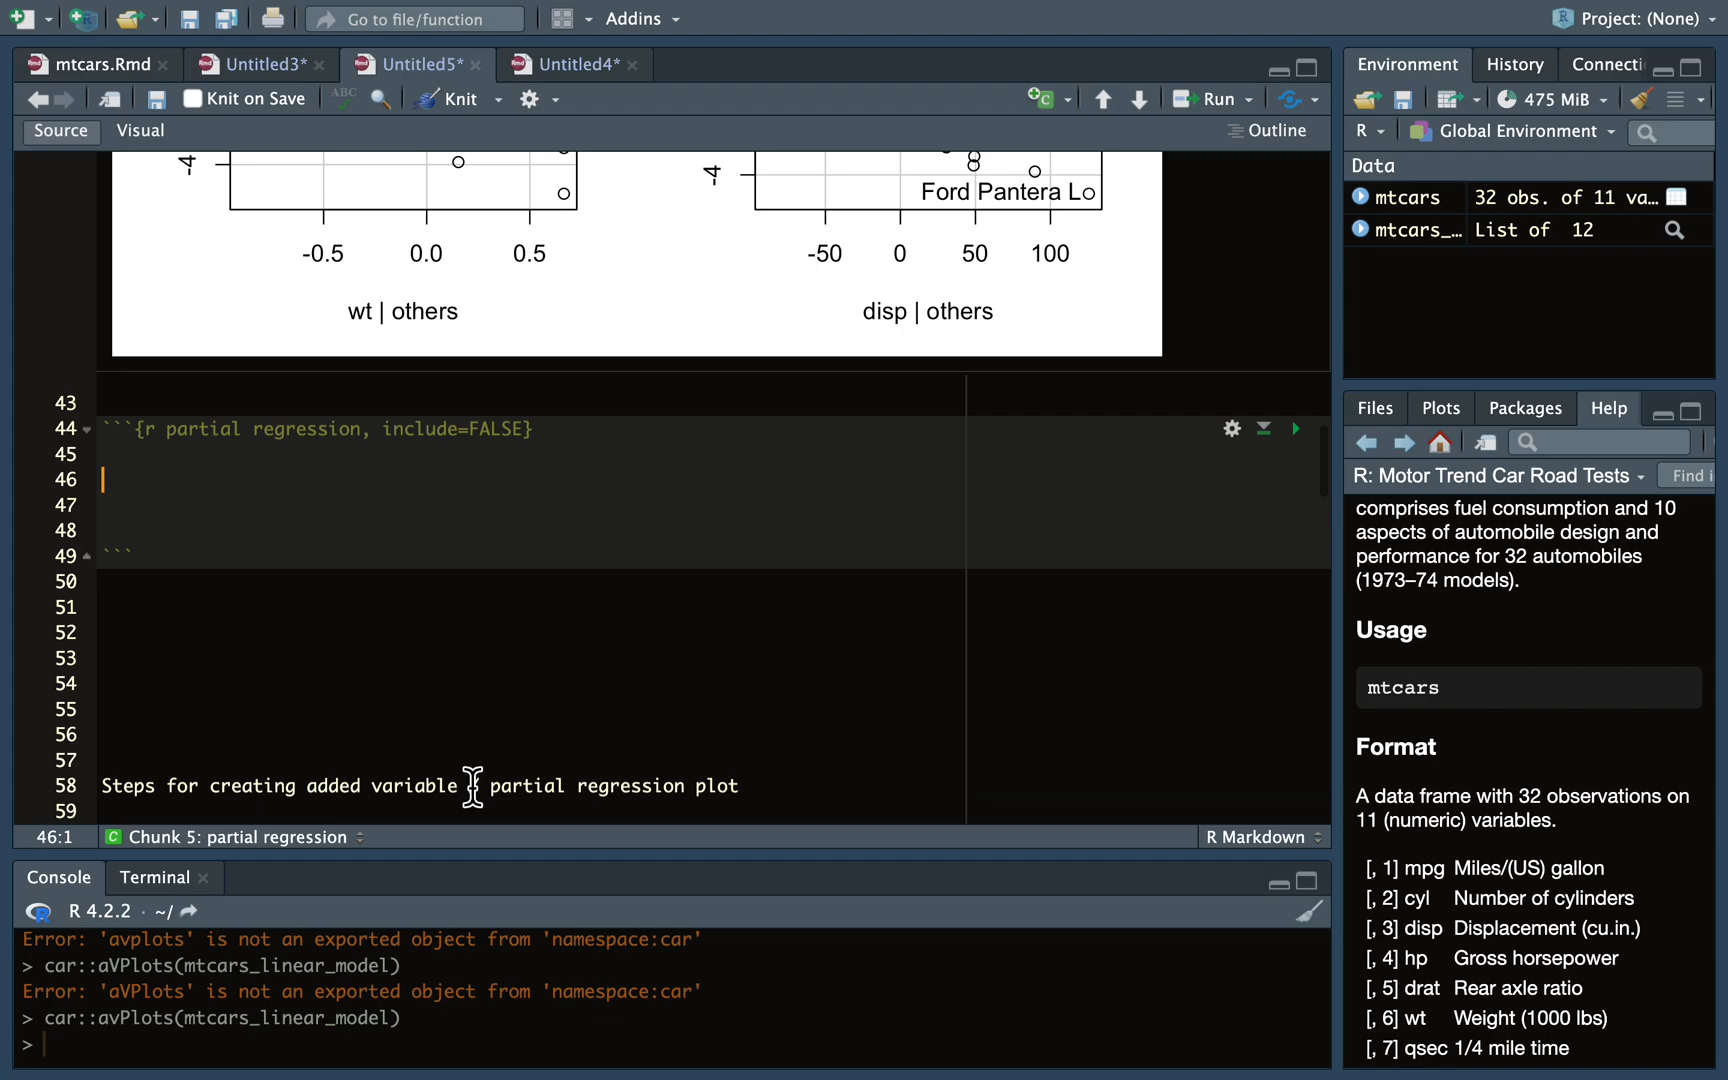 Go to file/function
Addins
Project: (None)
mtcars.Rmd
Untitled3*
Untitled5*
Untitled4*
Knit on Save
ABC
Knit
Run
Source
Visual
Outline
-4
-0.5 0.0 0.5
wt | others
-4
Ford Pantera L
-50 0 50 100
disp | others
43
44 ```{r partial regression, include=FALSE}
45
46
47
48
49 ```
50
51
52
53
54
55
56
57
58 Steps for creating added variable partial regression plot
59
46:1
Chunk 5: partial regression
R Markdown
Console
Terminal
R 4.2.2 · ~/
Error: 'avplots' is not an exported object from 'namespace:car'
> car::aVPlots(mtcars_linear_model)
Error: 'aVPlots' is not an exported object from 'namespace:car'
> car::avPlots(mtcars_linear_model)
>
Environment
History
Connecti
475 MiB
R
Global Environment
Data
mtcars 32 obs. of 11 va…
mtcars_… List of 12
Files
Plots
Packages
Help
R: Motor Trend Car Road Tests
Find i
comprises fuel consumption and 10
aspects of automobile design and
performance for 32 automobiles
(1973–74 models).
Usage
mtcars
Format
A data frame with 32 observations on
11 (numeric) variables.
[, 1] mpg Miles/(US) gallon
[, 2] cyl Number of cylinders
[, 3] disp Displacement (cu.in.)
[, 4] hp Gross horsepower
[, 5] drat Rear axle ratio
[, 6] wt Weight (1000 lbs)
[, 7] qsec 1/4 mile time